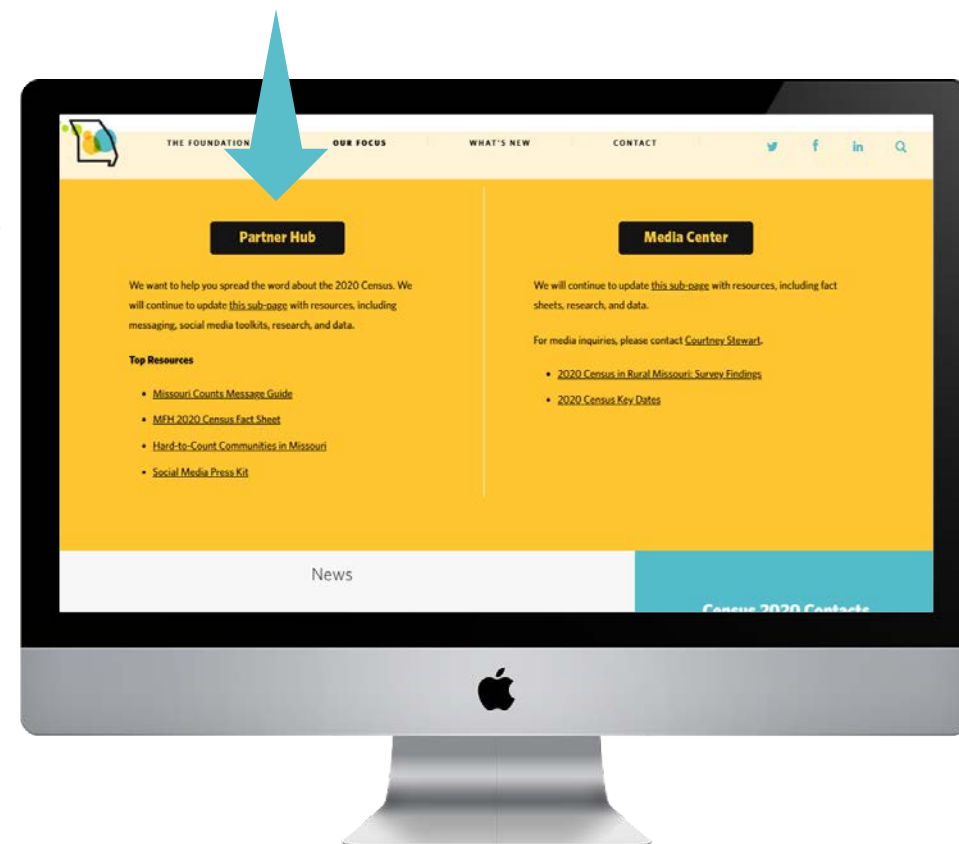 THE FOUNDATION
OUR FOCUS
WHAT'S NEW
CONTACT
Partner Hub
We want to help you spread the word about the 2020 Census. We
will continue to update this sub-page with resources, including
messaging, social media toolkits, research, and data.
Top Resources
• Missouri Counts Message Guide
• MFH 2020 Census Fact Sheet
• Hard-to-Count Communities in Missouri
• Social Media Press Kit
Media Center
We will continue to update this sub-page with resources, including fact
sheets, research, and data.
For media inquiries, please contact Courtney Stewart.
• 2020 Census in Rural Missouri: Survey Findings
• 2020 Census Key Dates
News
Census 2020 Contacts